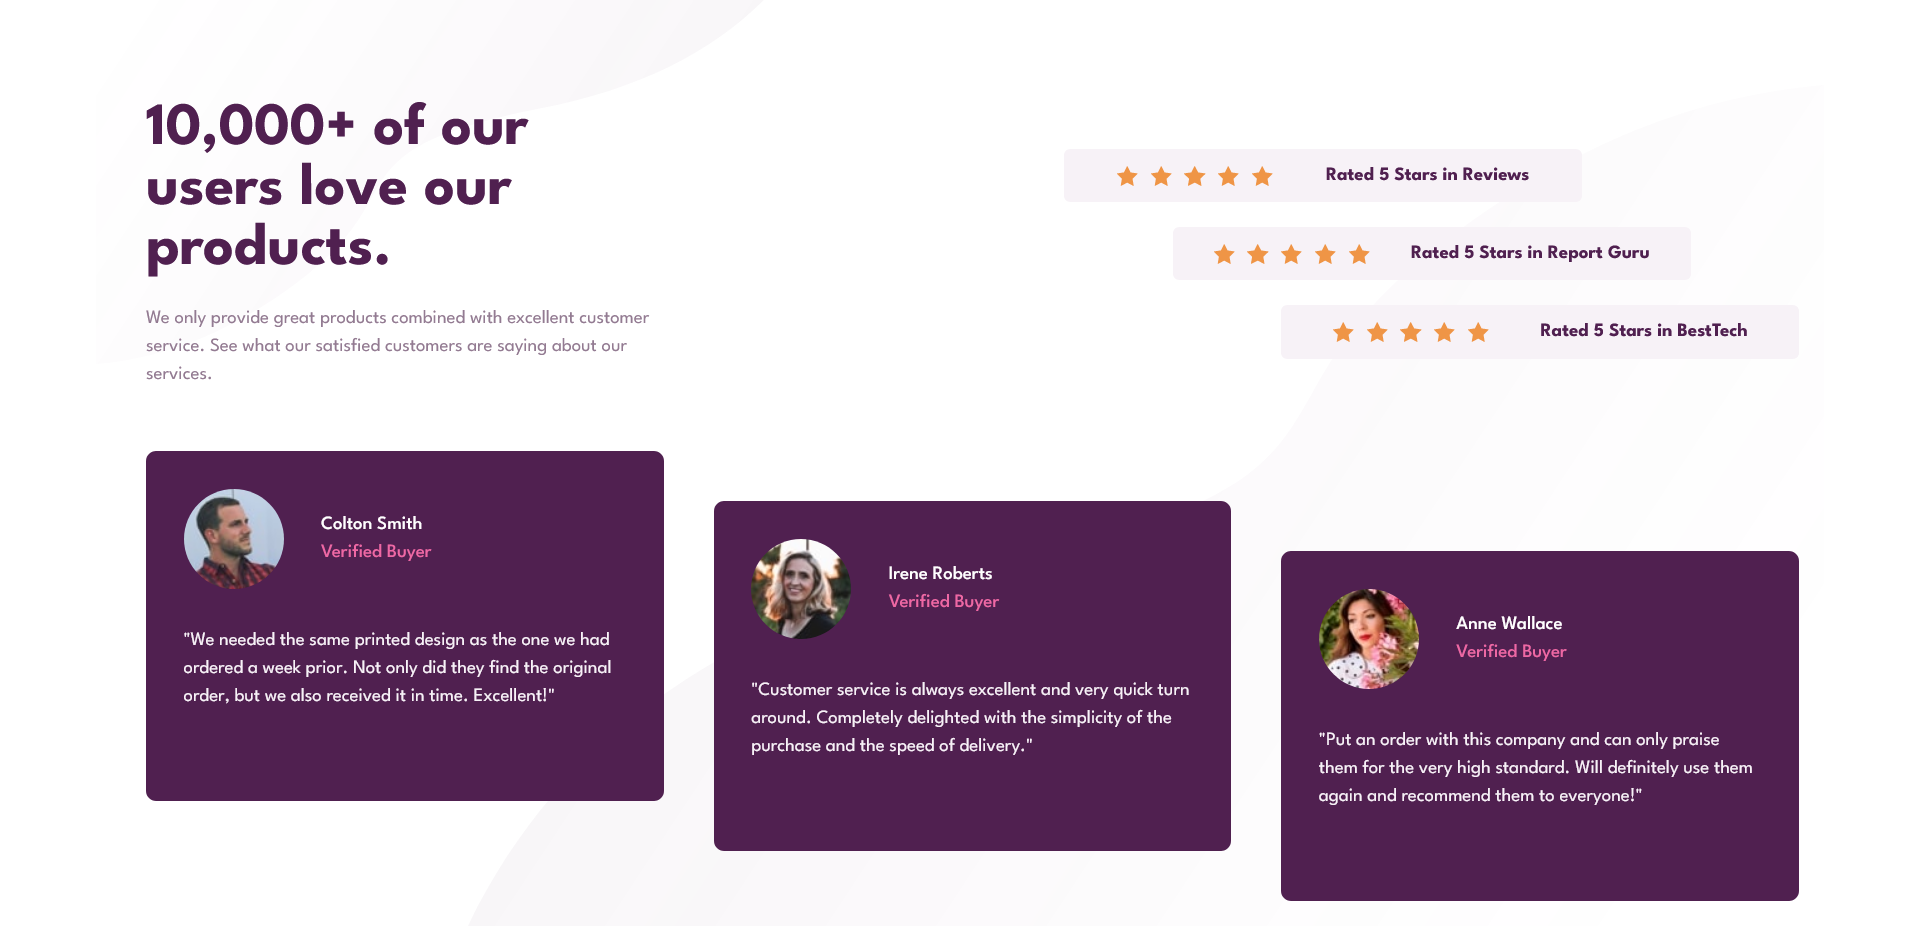 10,000+ of our
users love our
products.
We only provide great products combined with excellent customer
service. See what our satisfied customers are saying about our
services.
Rated 5 Stars in Reviews
Rated 5 Stars in Report Guru
Rated 5 Stars in BestTech
Colton Smith
Verified Buyer
"We needed the same printed design as the one we had
ordered a week prior. Not only did they find the original
order, but we also received it in time. Excellent!"
Irene Roberts
Verified Buyer
"Customer service is always excellent and very quick turn
around. Completely delighted with the simplicity of the
purchase and the speed of delivery."
Anne Wallace
Verified Buyer
"Put an order with this company and can only praise
them for the very high standard. Will definitely use them
again and recommend them to everyone!"